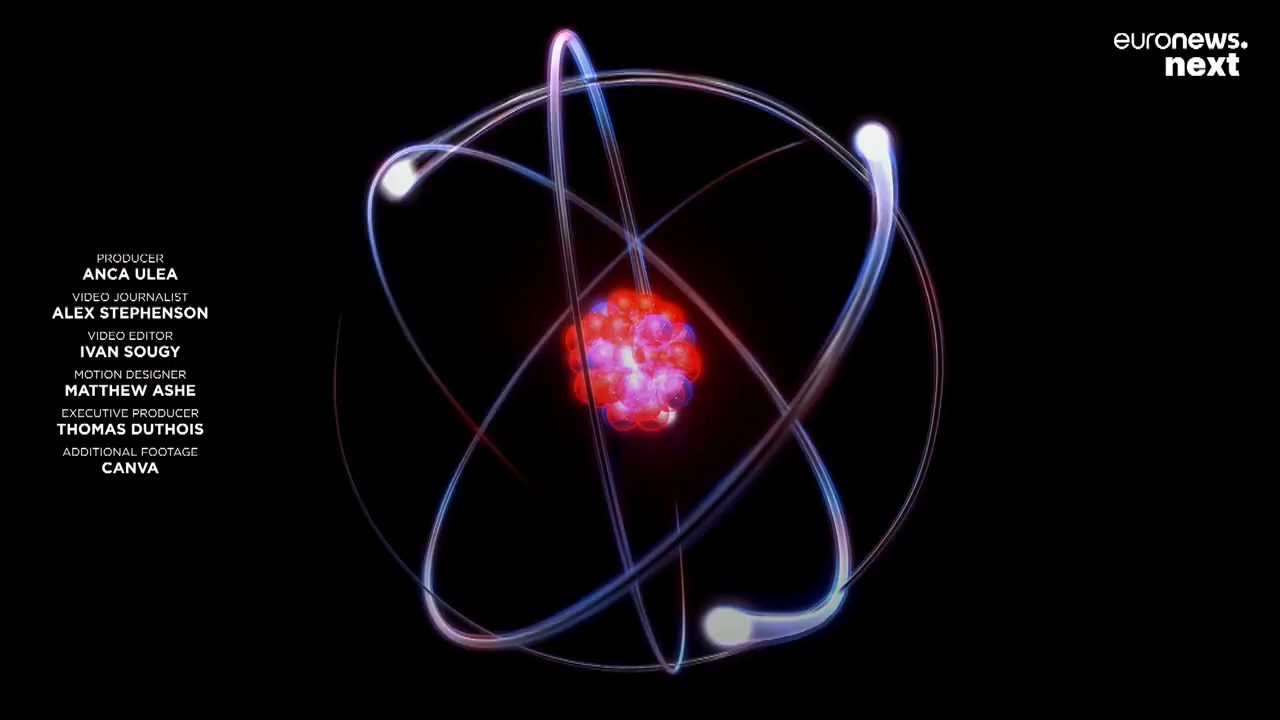 euronews.
next
PRODUCER
ANCA ULEA
VIDEO JOURNALIST
ALEX STEPHENSON
VIDEO EDITOR
IVAN SOUGY
MOTION DESIGNER
MATTHEW ASHE
EXECUTIVE PRODUCER
THOMAS DUTHOIS
ADDITIONAL FOOTAGE
CANVA